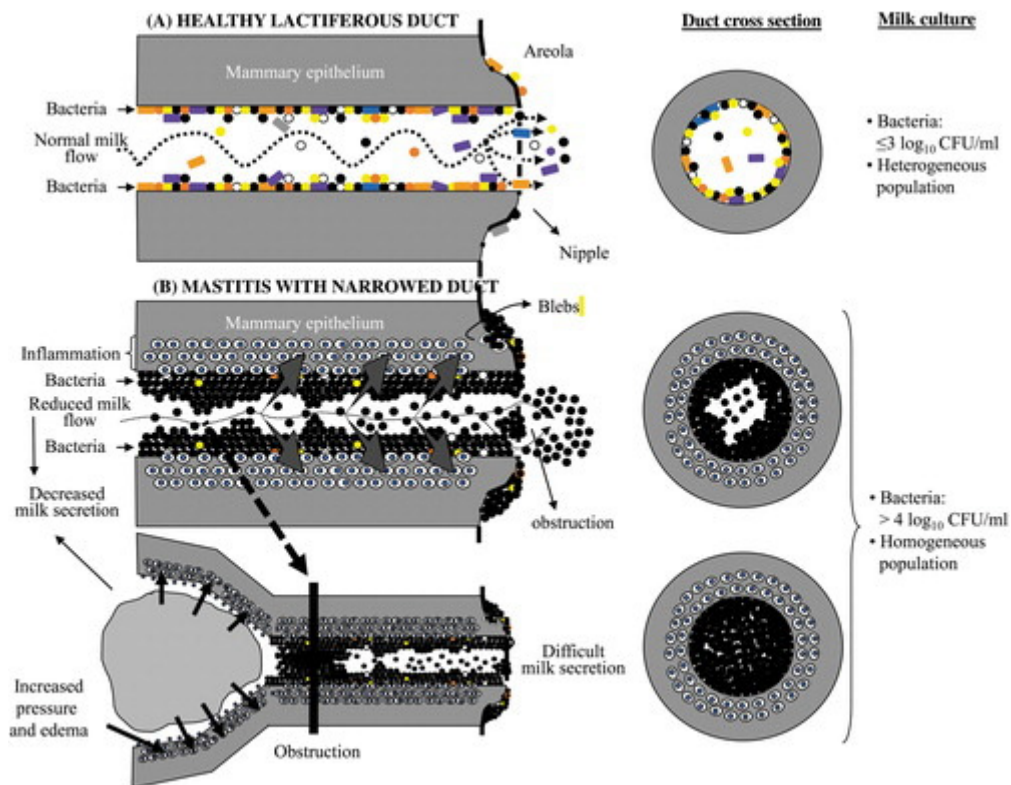 (A) HEALTHY LACTIFEROUS DUCT
Duct cross section
Milk culture
Areola
Mammary epithelium
Bacteria
Normal milk
flow
Bacteria
Nipple
• Bacteria:
≤3 log10 CFU/ml
• Heterogeneous
population
(B) MASTITIS WITH NARROWED DUCT
Blebs
Mammary epithelium
Inflammation
Bacteria
Reduced milk
flow
Bacteria
Decreased
milk secretion
obstruction
• Bacteria:
> 4 log10 CFU/ml
• Homogeneous
population
Difficult
milk secretion
Increased
pressure
and edema
Obstruction